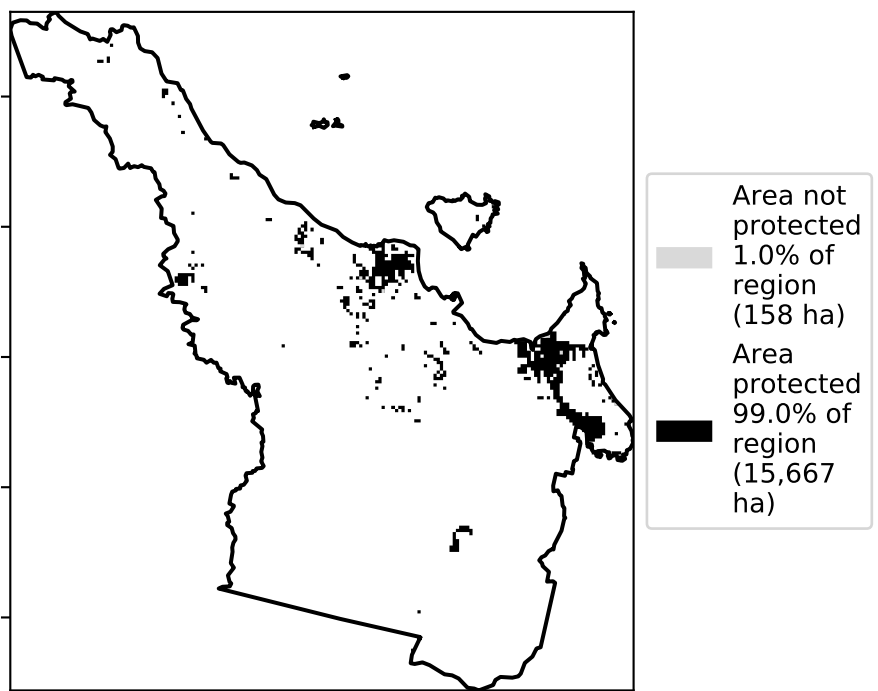 Area not
protected
1.0% of
region
(158 ha)
Area
protected
99.0% of
region
(15,667
ha)